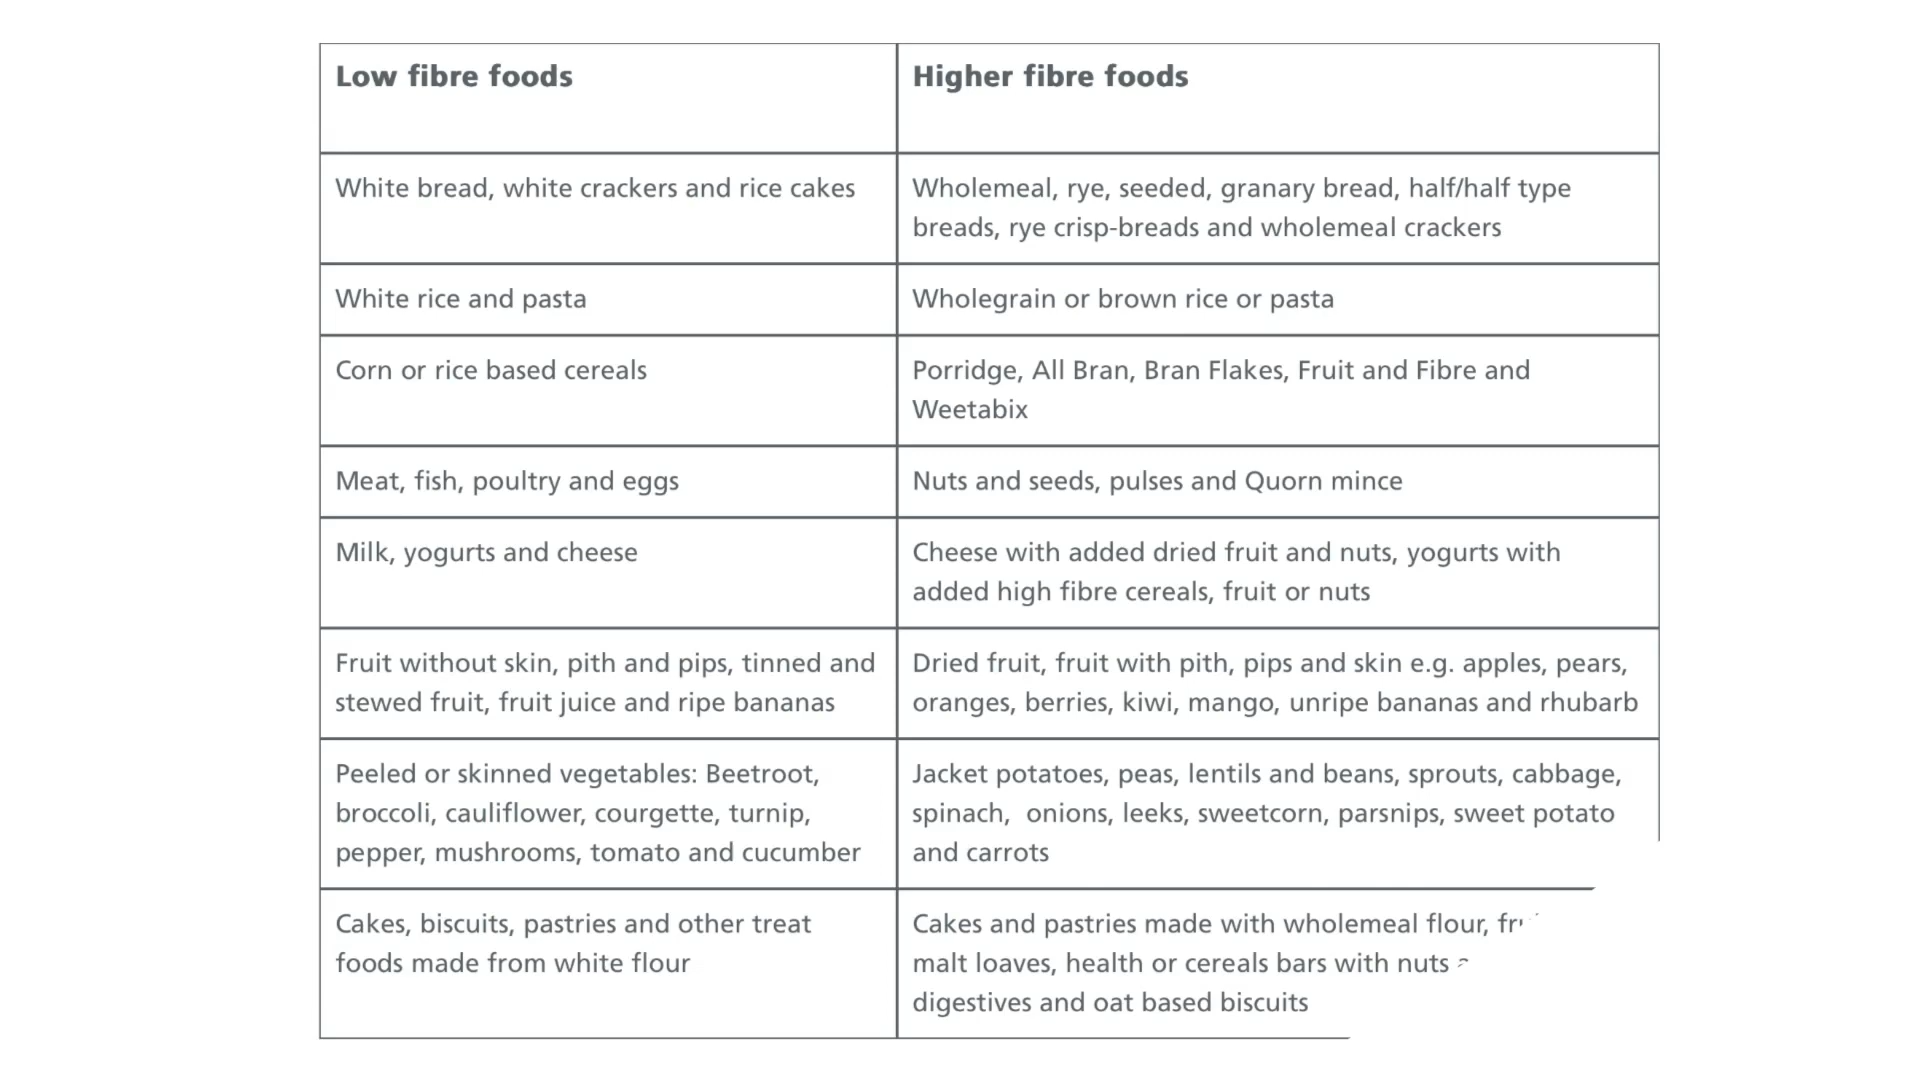 Low fibre foods
Higher fibre foods
White bread, white crackers and rice cakes
Wholemeal, rye, seeded, granary bread, half/half type
breads, rye crisp-breads and wholemeal crackers
White rice and pasta
Wholegrain or brown rice or pasta
Corn or rice based cereals
Porridge, All Bran, Bran Flakes, Fruit and Fibre and
Weetabix
Meat, fish, poultry and eggs
Nuts and seeds, pulses and Quorn mince
Milk, yogurts and cheese
Cheese with added dried fruit and nuts, yogurts with
added high fibre cereals, fruit or nuts
Fruit without skin, pith and pips, tinned and
stewed fruit, fruit juice and ripe bananas
Dried fruit, fruit with pith, pips and skin e.g. apples, pears,
oranges, berries, kiwi, mango, unripe bananas and rhubarb
Peeled or skinned vegetables: Beetroot,
broccoli, cauliflower, courgette, turnip,
pepper, mushrooms, tomato and cucumber
Jacket potatoes, peas, lentils and beans, sprouts, cabbage,
spinach, onions, leeks, sweetcorn, parsnips, sweet potato
and carrots
Cakes, biscuits, pastries and other treat
foods made from white flour
Cakes and pastries made with wholemeal flour,
malt loaves, health or cereals bars with nuts
digestives and oat based biscuits